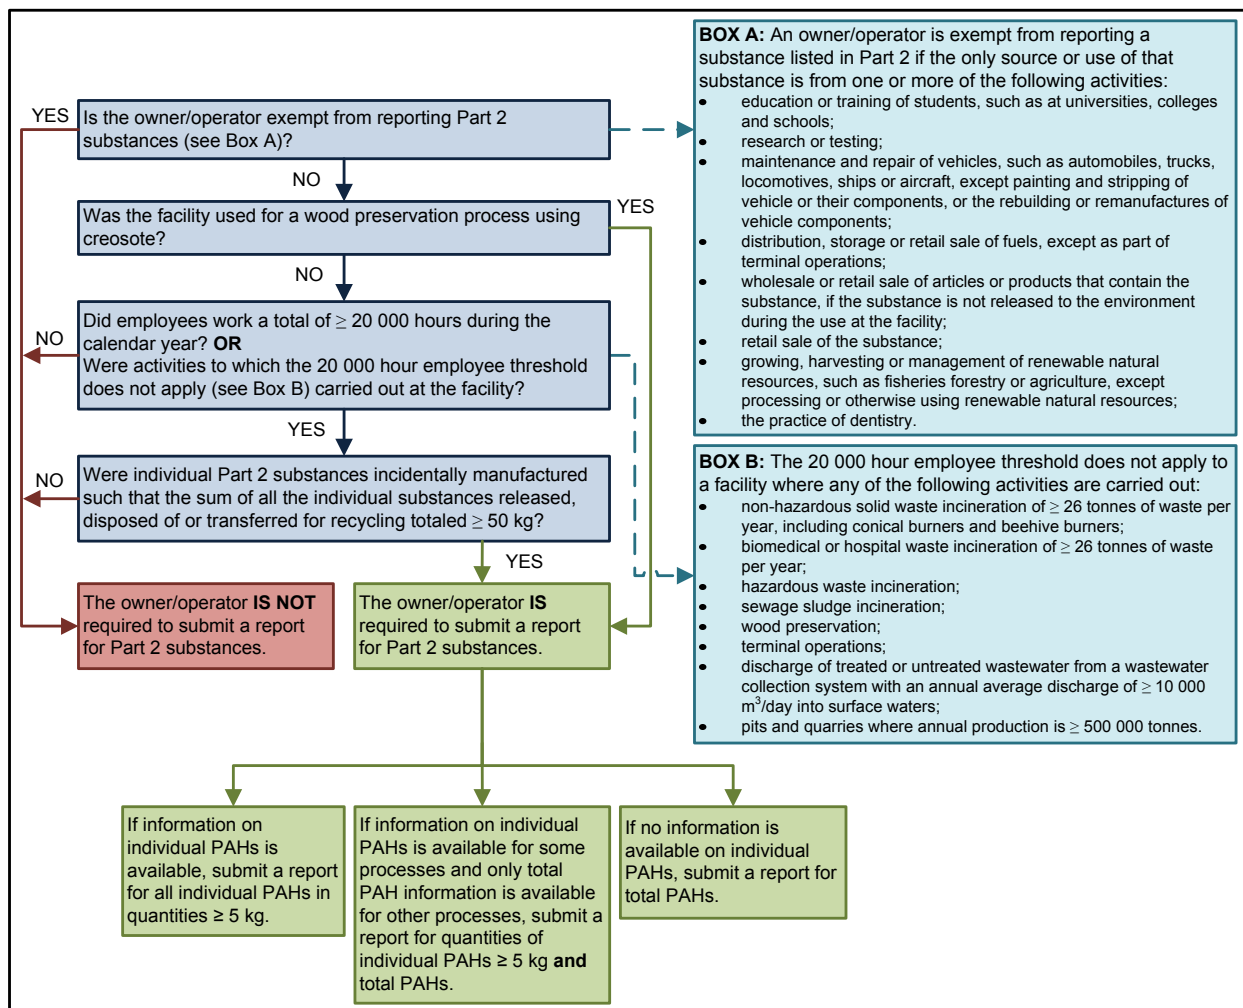 YES
Is the owner/operator exempt from reporting Part 2
substances (see Box A)?
NO
Was the facility used for a wood preservation process using
creosote?
YES
NO
Did employees work a total of ≥ 20 000 hours during the
calendar year? OR
Were activities to which the 20 000 hour employee threshold
does not apply (see Box B) carried out at the facility?
NO
YES
Were individual Part 2 substances incidentally manufactured
such that the sum of all the individual substances released,
disposed of or transferred for recycling totaled ≥ 50 kg?
NO
YES
The owner/operator IS NOT
required to submit a report
for Part 2 substances.
The owner/operator IS
required to submit a report
for Part 2 substances.
If information on
individual PAHs is
available, submit a report
for all individual PAHs in
quantities ≥ 5 kg.
If information on individual
PAHs is available for some
processes and only total
PAH information is available
for other processes, submit a
report for quantities of
individual PAHs ≥ 5 kg and
total PAHs.
If no information is
available on individual
PAHs, submit a report for
total PAHs.
BOX A: An owner/operator is exempt from reporting a
substance listed in Part 2 if the only source or use of that
substance is from one or more of the following activities:
• education or training of students, such as at universities, colleges
and schools;
• research or testing;
• maintenance and repair of vehicles, such as automobiles, trucks,
locomotives, ships or aircraft, except painting and stripping of
vehicle or their components, or the rebuilding or remanufactures of
vehicle components;
• distribution, storage or retail sale of fuels, except as part of
terminal operations;
• wholesale or retail sale of articles or products that contain the
substance, if the substance is not released to the environment
during the use at the facility;
• retail sale of the substance;
• growing, harvesting or management of renewable natural
resources, such as fisheries forestry or agriculture, except
processing or otherwise using renewable natural resources;
• the practice of dentistry.
BOX B: The 20 000 hour employee threshold does not apply to
a facility where any of the following activities are carried out:
• non-hazardous solid waste incineration of ≥ 26 tonnes of waste per
year, including conical burners and beehive burners;
• biomedical or hospital waste incineration of ≥ 26 tonnes of waste
per year;
• hazardous waste incineration;
• sewage sludge incineration;
• wood preservation;
• terminal operations;
• discharge of treated or untreated wastewater from a wastewater
collection system with an annual average discharge of ≥ 10 000
m³/day into surface waters;
• pits and quarries where annual production is ≥ 500 000 tonnes.